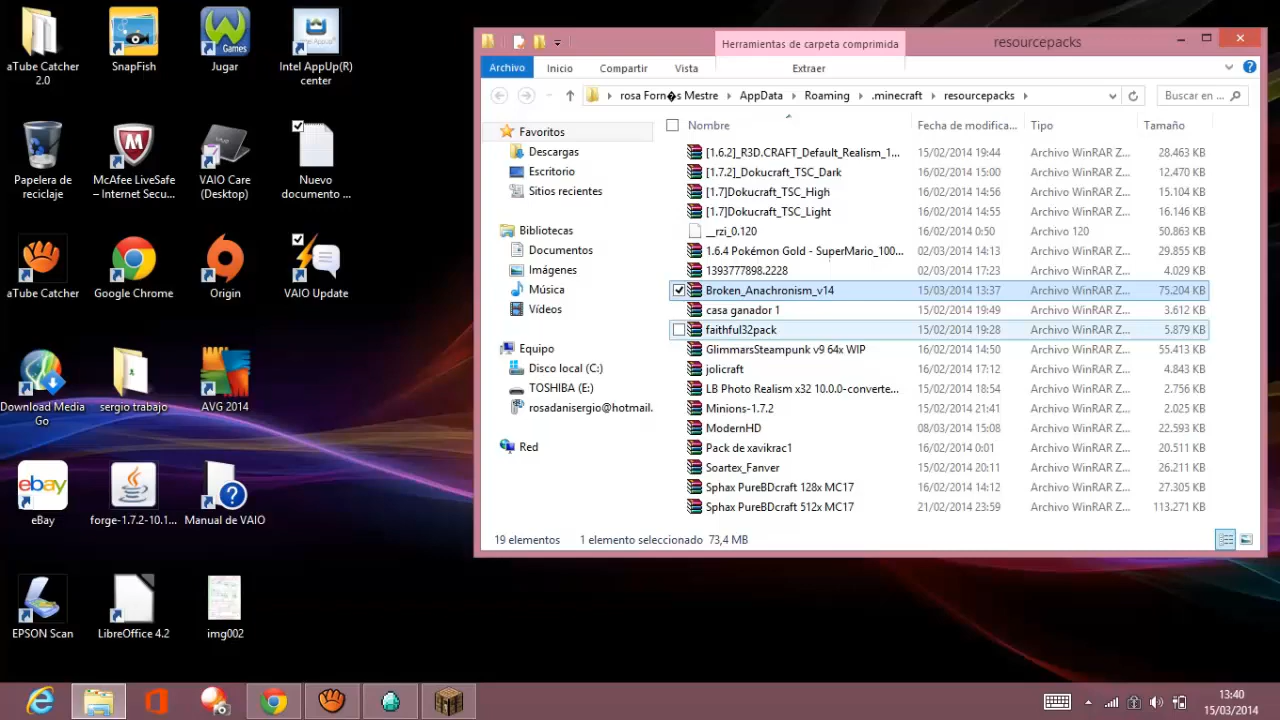 aTube Catcher
2.0
SnapFish
Jugar
Intel AppUp(R)
center
Papelera de
reciclaje
McAfee LiveSafe
– Internet Secu...
VAIO Care
(Desktop)
Nuevo
documento ...
aTube Catcher
Google Chrome
Origin
VAIO Update
Download Media
Go
sergio trabajo
AVG 2014
eBay
forge-1.7.2-10.1...
Manual de VAIO
EPSON Scan
LibreOffice 4.2
img002
Herramientas de carpeta comprimida
resourcepacks
Archivo
Inicio
Compartir
Vista
Extraer
rosa Forn�s Mestre
AppData
Roaming
.minecraft
resourcepacks
Buscar en ...
Favoritos
Descargas
Escritorio
Sitios recientes
Bibliotecas
Documentos
Imágenes
Música
Vídeos
Equipo
Disco local (C:)
TOSHIBA (E:)
rosadanisergio@hotmail.
Red
Nombre Fecha de modifica... Tipo Tamaño
[1.6.2]_R3D.CRAFT_Default_Realism_1... 15/02/2014 19:44 Archivo WinRAR Z... 28.463 KB
[1.7.2]_Dokucraft_TSC_Dark 16/02/2014 15:00 Archivo WinRAR Z... 12.470 KB
[1.7]Dokucraft_TSC_High 16/02/2014 14:56 Archivo WinRAR Z... 15.104 KB
[1.7]Dokucraft_TSC_Light 16/02/2014 14:55 Archivo WinRAR Z... 16.146 KB
__rzi_0.120 16/02/2014 0:50 Archivo 120 50.863 KB
1.6.4 Pokemon Gold - SuperMario_100... 02/03/2014 14:13 Archivo WinRAR Z... 29.855 KB
1393777898.2228 02/03/2014 17:23 Archivo WinRAR Z... 4.029 KB
Broken_Anachronism_v14 15/03/2014 13:37 Archivo WinRAR Z... 75.204 KB
casa ganador 1 15/02/2014 19:49 Archivo WinRAR Z... 3.612 KB
faithful32pack 15/02/2014 19:28 Archivo WinRAR Z... 5.879 KB
GlimmarsSteampunk v9 64x WIP 16/02/2014 14:50 Archivo WinRAR Z... 55.413 KB
jolicraft 16/02/2014 17:12 Archivo WinRAR Z... 4.843 KB
LB Photo Realism x32 10.0.0-converte... 15/02/2014 18:54 Archivo WinRAR Z... 2.756 KB
Minions-1.7.2 15/02/2014 21:41 Archivo WinRAR Z... 2.025 KB
ModernHD 08/03/2014 15:08 Archivo WinRAR Z... 22.593 KB
Pack de xavikrac1 16/02/2014 0:01 Archivo WinRAR Z... 20.511 KB
Soartex_Fanver 15/02/2014 20:11 Archivo WinRAR Z... 26.211 KB
Sphax PureBDcraft 128x MC17 16/02/2014 14:12 Archivo WinRAR Z... 27.305 KB
Sphax PureBDcraft 512x MC17 21/02/2014 23:59 Archivo WinRAR Z... 113.271 KB
19 elementos 1 elemento seleccionado 73,4 MB
13:40
15/03/2014